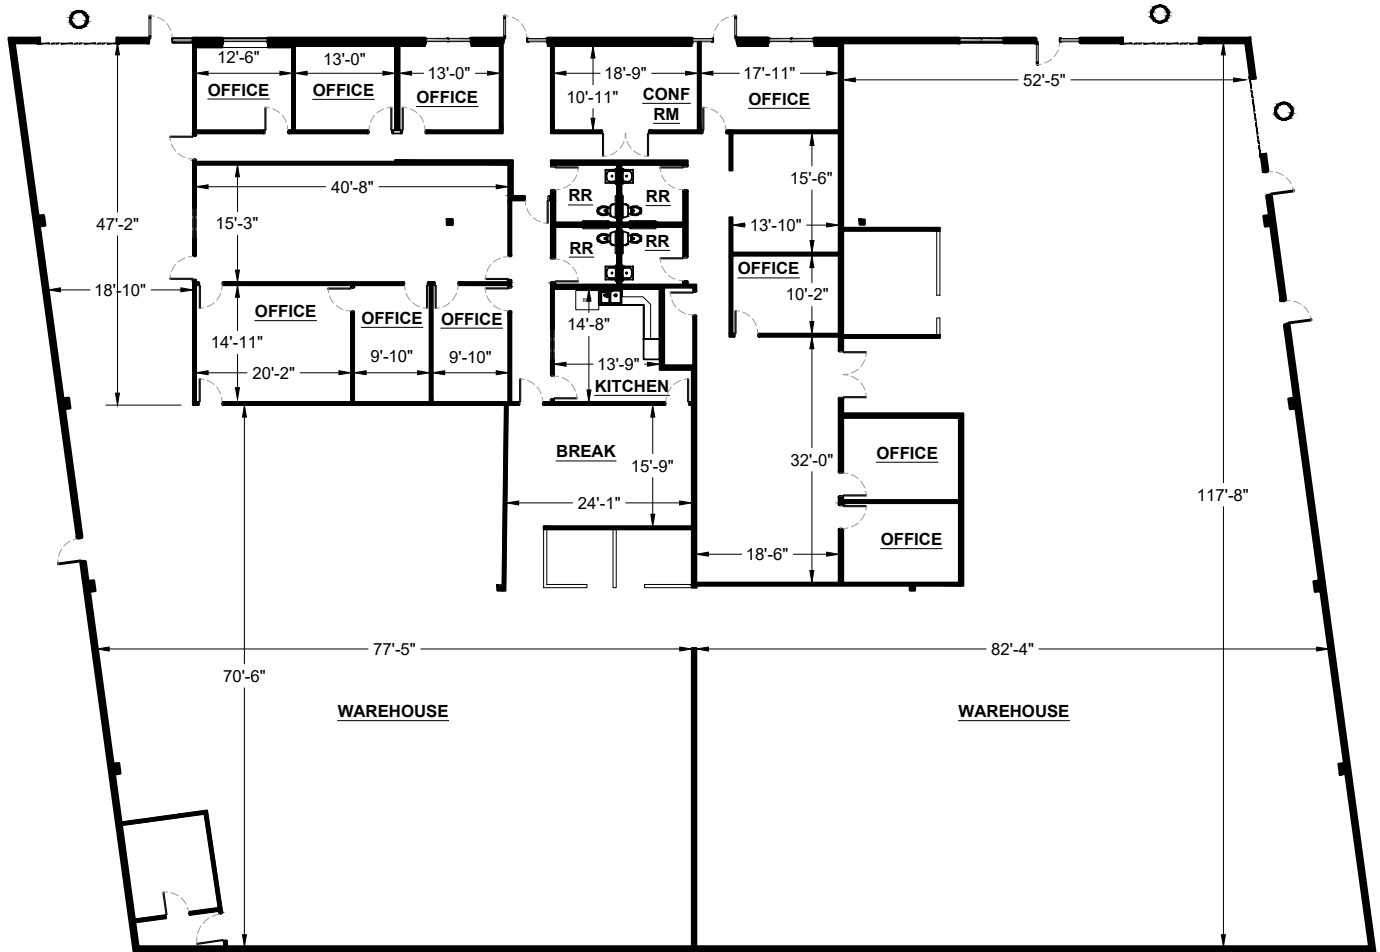 12'-6"
13'-0"
13'-0"
18'-9"
17'-11"
52'-5"
OFFICE
OFFICE
OFFICE
10'-11"
CONF
RM
OFFICE
RR
RR
15'-6"
40'-8"
47'-2"
15'-3"
13'-10"
RR
RR
OFFICE
18'-10"
10'-2"
OFFICE
OFFICE
OFFICE
14'-8"
14'-11"
9'-10"
9'-10"
13'-9"
20'-2"
KITCHEN
BREAK
15'-9"
32'-0"
OFFICE
24'-1"
117'-8"
OFFICE
18'-6"
77'-5"
82'-4"
70'-6"
WAREHOUSE
WAREHOUSE